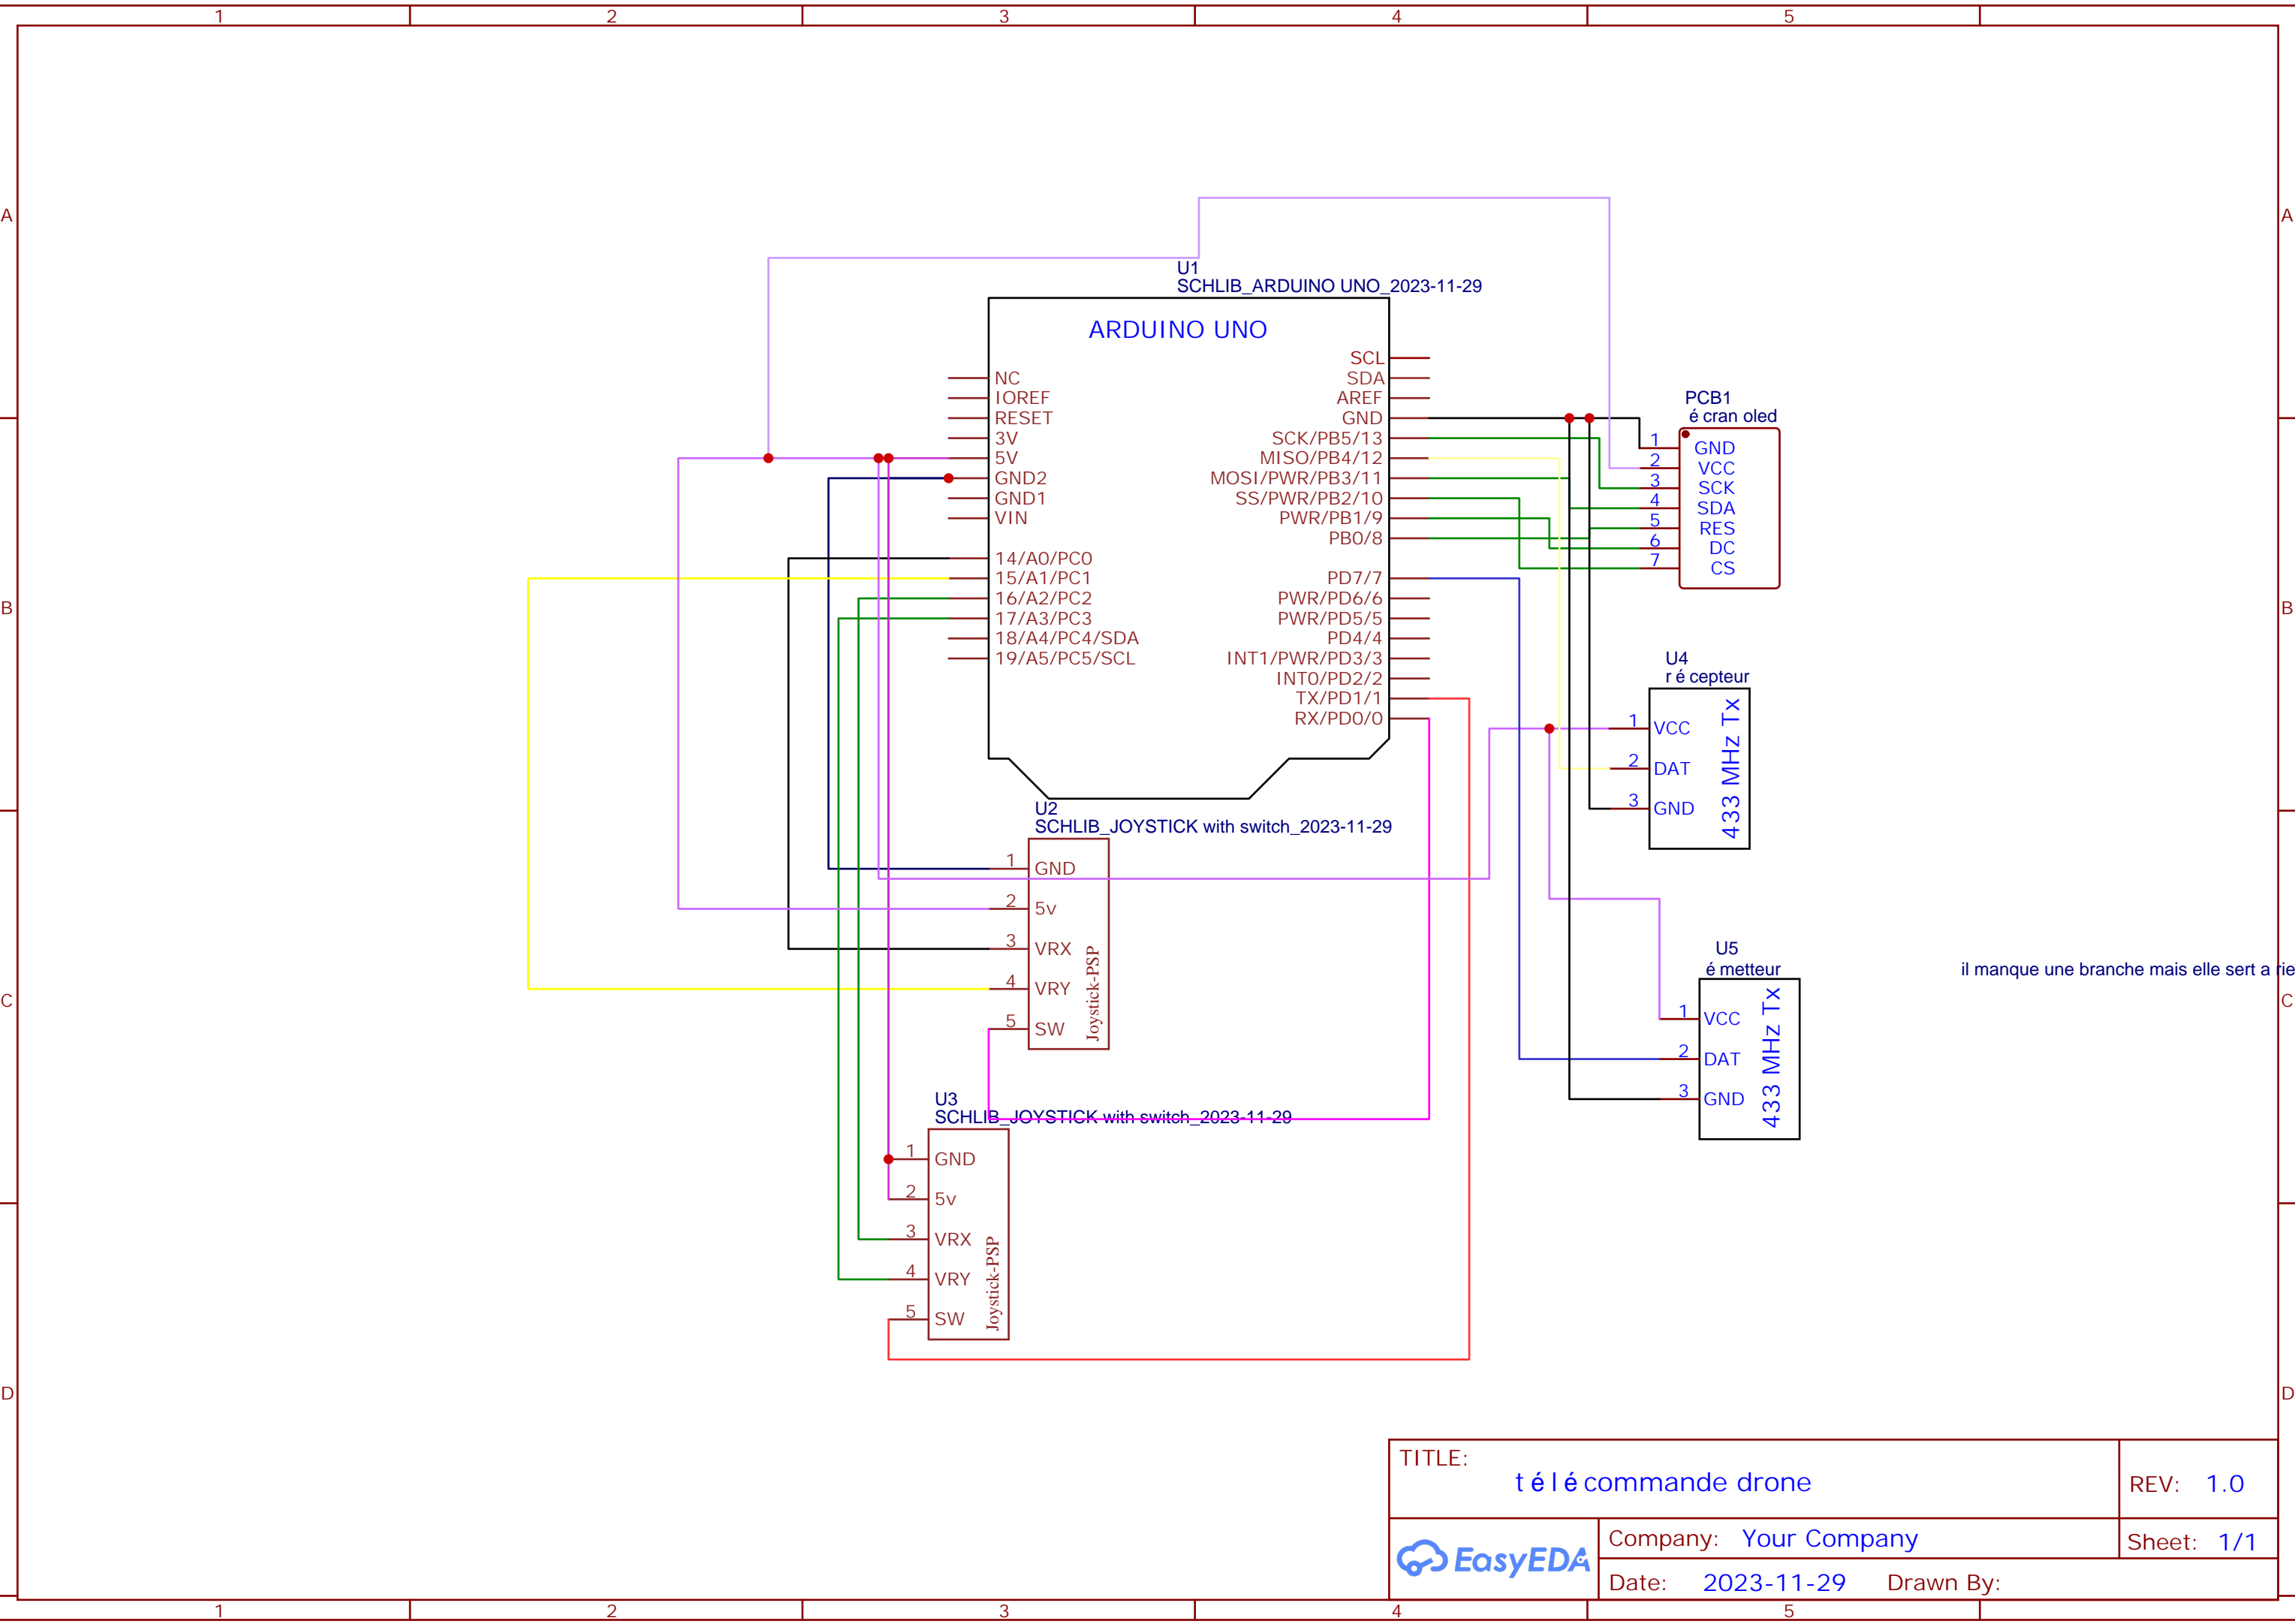 1 2 3 4 5
A A
B B
C C
D D
U1
SCHLIB_ARDUINO UNO_2023-11-29
ARDUINO UNO
NC
IOREF
RESET
3V
5V
GND2
GND1
VIN
14/A0/PC0
15/A1/PC1
16/A2/PC2
17/A3/PC3
18/A4/PC4/SDA
19/A5/PC5/SCL
SCL
SDA
AREF
GND
SCK/PB5/13
MISO/PB4/12
MOSI/PWR/PB3/11
SS/PWR/PB2/10
PWR/PB1/9
PB0/8
PD7/7
PWR/PD6/6
PWR/PD5/5
PD4/4
INT1/PWR/PD3/3
INT0/PD2/2
TX/PD1/1
RX/PD0/0
PCB1
écran oled
1 GND
2 VCC
3 SCK
4 SDA
5 RES
6 DC
7 CS
U4
récepteur
1 VCC
2 DAT
3 GND
433 MHz Tx
U2
SCHLIB_JOYSTICK with switch_2023-11-29
1 GND
2 5v
3 VRX
4 VRY
5 SW
Joystick-PSP
U5
émetteur
1 VCC
2 DAT
3 GND
433 MHz Tx
il manque une branche mais elle sert a rie
U3
SCHLIB_JOYSTICK with switch_2023-11-29
1 GND
2 5v
3 VRX
4 VRY
5 SW
Joystick-PSP
TITLE:
télécommande drone
REV: 1.0
EasyEDA
Company: Your Company
Sheet: 1/1
Date: 2023-11-29 Drawn By:
1 2 3 4 5